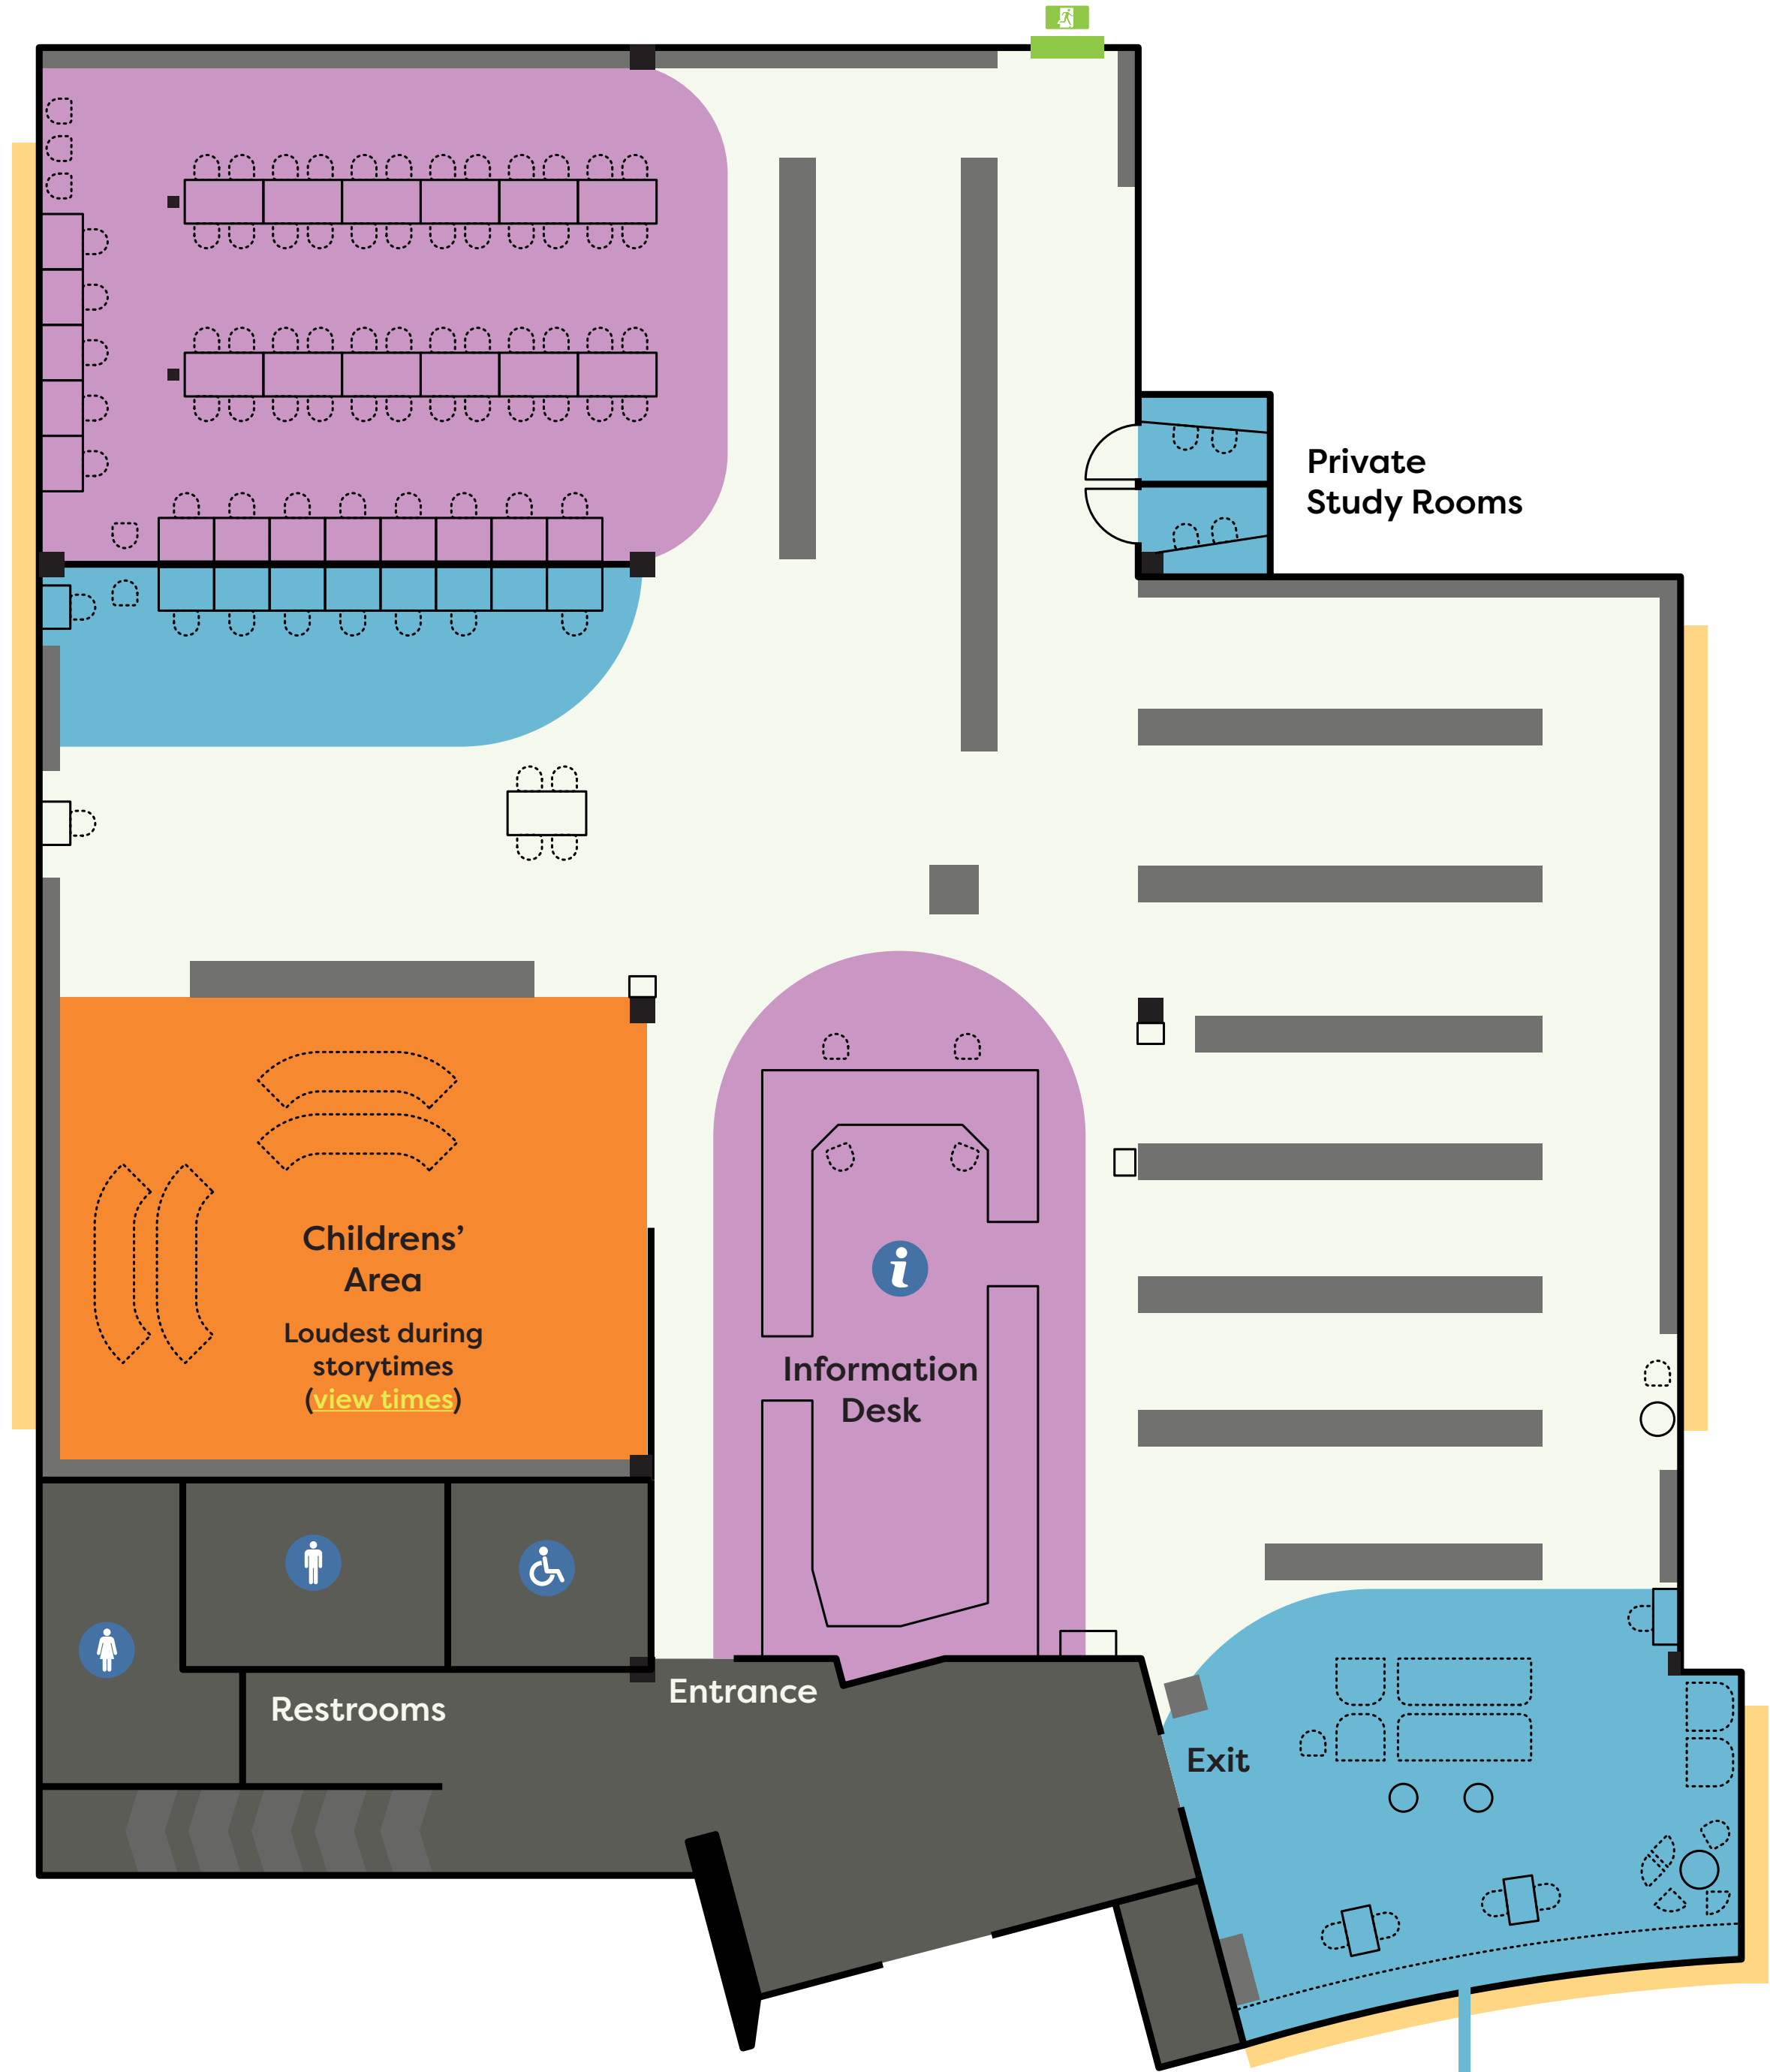 Private
Study Rooms
Childrens’
Area
Loudest during
storytimes
(view times)
Information
Desk
Restrooms
Entrance
Exit